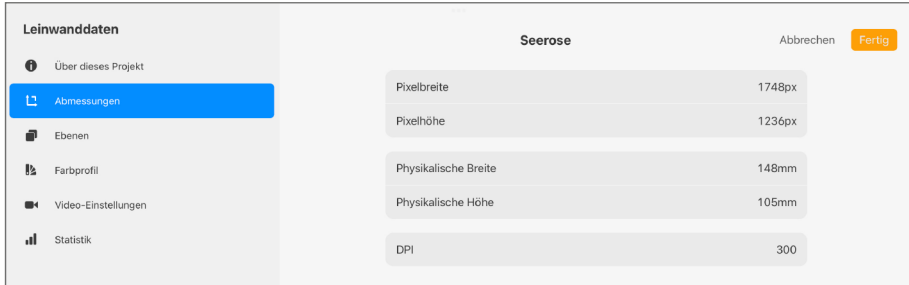 Leinwanddaten
Über dieses Projekt
Abmessungen
Ebenen
Farbprofil
Video-Einstellungen
Statistik
Seerose
Abbrechen
Fertig
Pixelbreite 1748px
Pixelhöhe 1236px
Physikalische Breite 148mm
Physikalische Höhe 105mm
DPI 300